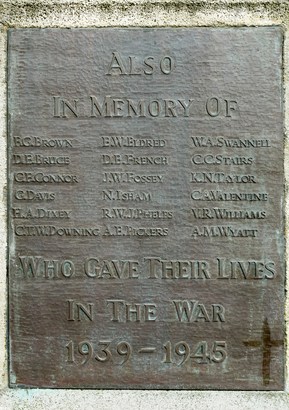 ALSO
IN MEMORY OF
F.G. BROWN E.W. ELDRED W.A. SWANNELL
D.E. BRUCE D.E. FRENCH C.C. STAIRS
G.E. CONNOR J.W. FOSSEY K.N. TAYLOR
G. DAVIS N. ISHAM C.A. VALENTINE
H.A. DIXEY R.W.J. PHELPS V.R. WILLIAMS
C.T.W. DOWNING A.E. PICKERS A.M. WYATT
WHO GAVE THEIR LIVES
IN THE WAR
1939-1945